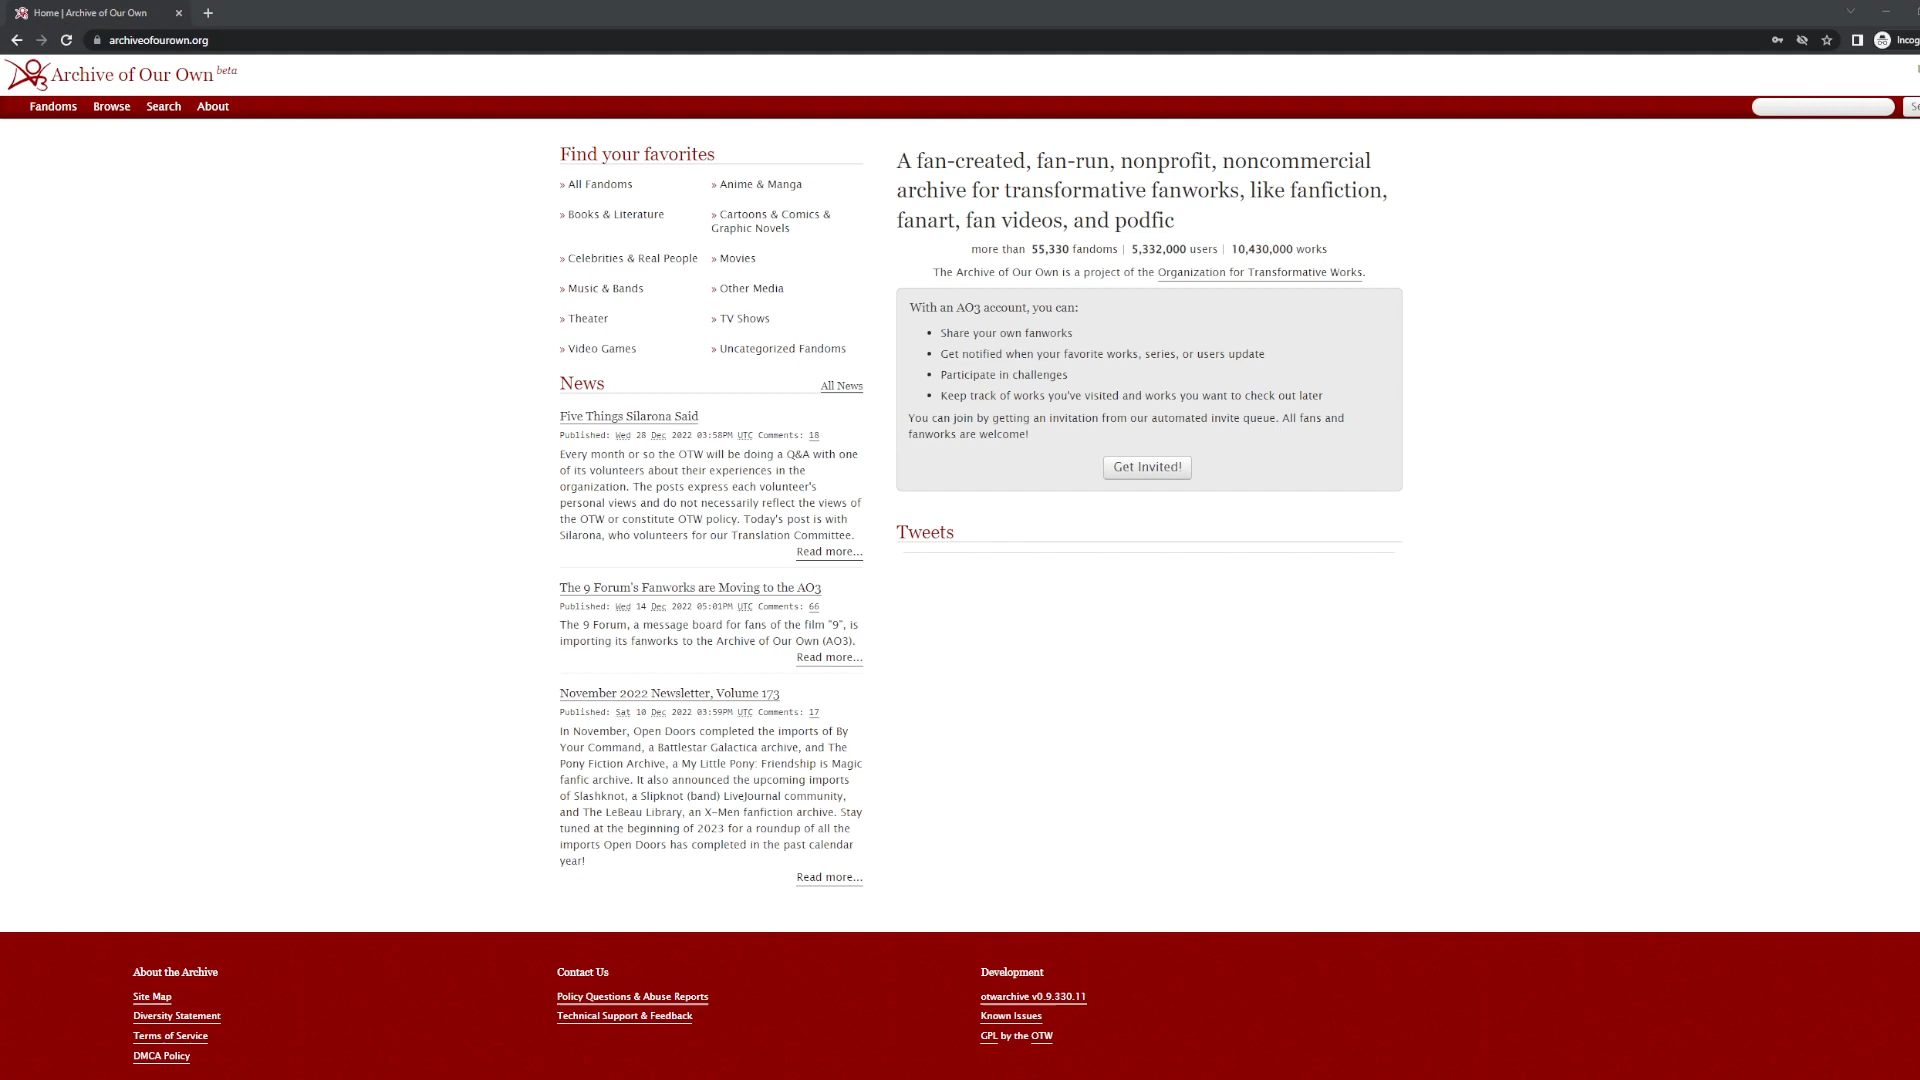 Home | Archive of Our Own
archiveofourown.org
Archive of Our Own beta
Fandoms Browse Search About
Find your favorites
» All Fandoms
» Anime & Manga
» Books & Literature
» Cartoons & Comics &
Graphic Novels
» Celebrities & Real People
» Movies
» Music & Bands
» Other Media
» Theater
» TV Shows
» Video Games
» Uncategorized Fandoms
News
All News
Five Things Silarona Said
Published: Wed 28 Dec 2022 03:58PM UTC Comments: 18
Every month or so the OTW will be doing a Q&A with one
of its volunteers about their experiences in the
organization. The posts express each volunteer's
personal views and do not necessarily reflect the views of
the OTW or constitute OTW policy. Today's post is with
Silarona, who volunteers for our Translation Committee.
Read more...
The 9 Forum's Fanworks are Moving to the AO3
Published: Wed 14 Dec 2022 05:01PM UTC Comments: 66
The 9 Forum, a message board for fans of the film "9", is
importing its fanworks to the Archive of Our Own (AO3).
Read more...
November 2022 Newsletter, Volume 173
Published: Sat 10 Dec 2022 03:59PM UTC Comments: 17
In November, Open Doors completed the imports of By
Your Command, a Battlestar Galactica archive, and The
Pony Fiction Archive, a My Little Pony: Friendship is Magic
fanfic archive. It also announced the upcoming imports
of Slashknot, a Slipknot (band) LiveJournal community,
and The LeBeau Library, an X-Men fanfiction archive. Stay
tuned at the beginning of 2023 for a roundup of all the
imports Open Doors has completed in the past calendar
year!
Read more...
A fan-created, fan-run, nonprofit, noncommercial
archive for transformative fanworks, like fanfiction,
fanart, fan videos, and podfic
more than 55,330 fandoms | 5,332,000 users | 10,430,000 works
The Archive of Our Own is a project of the Organization for Transformative Works.
With an AO3 account, you can:
• Share your own fanworks
• Get notified when your favorite works, series, or users update
• Participate in challenges
• Keep track of works you've visited and works you want to check out later
You can join by getting an invitation from our automated invite queue. All fans and
fanworks are welcome!
Get Invited!
Tweets
About the Archive
Site Map
Diversity Statement
Terms of Service
DMCA Policy
Contact Us
Policy Questions & Abuse Reports
Technical Support & Feedback
Development
otwarchive v0.9.330.11
Known Issues
GPL by the OTW